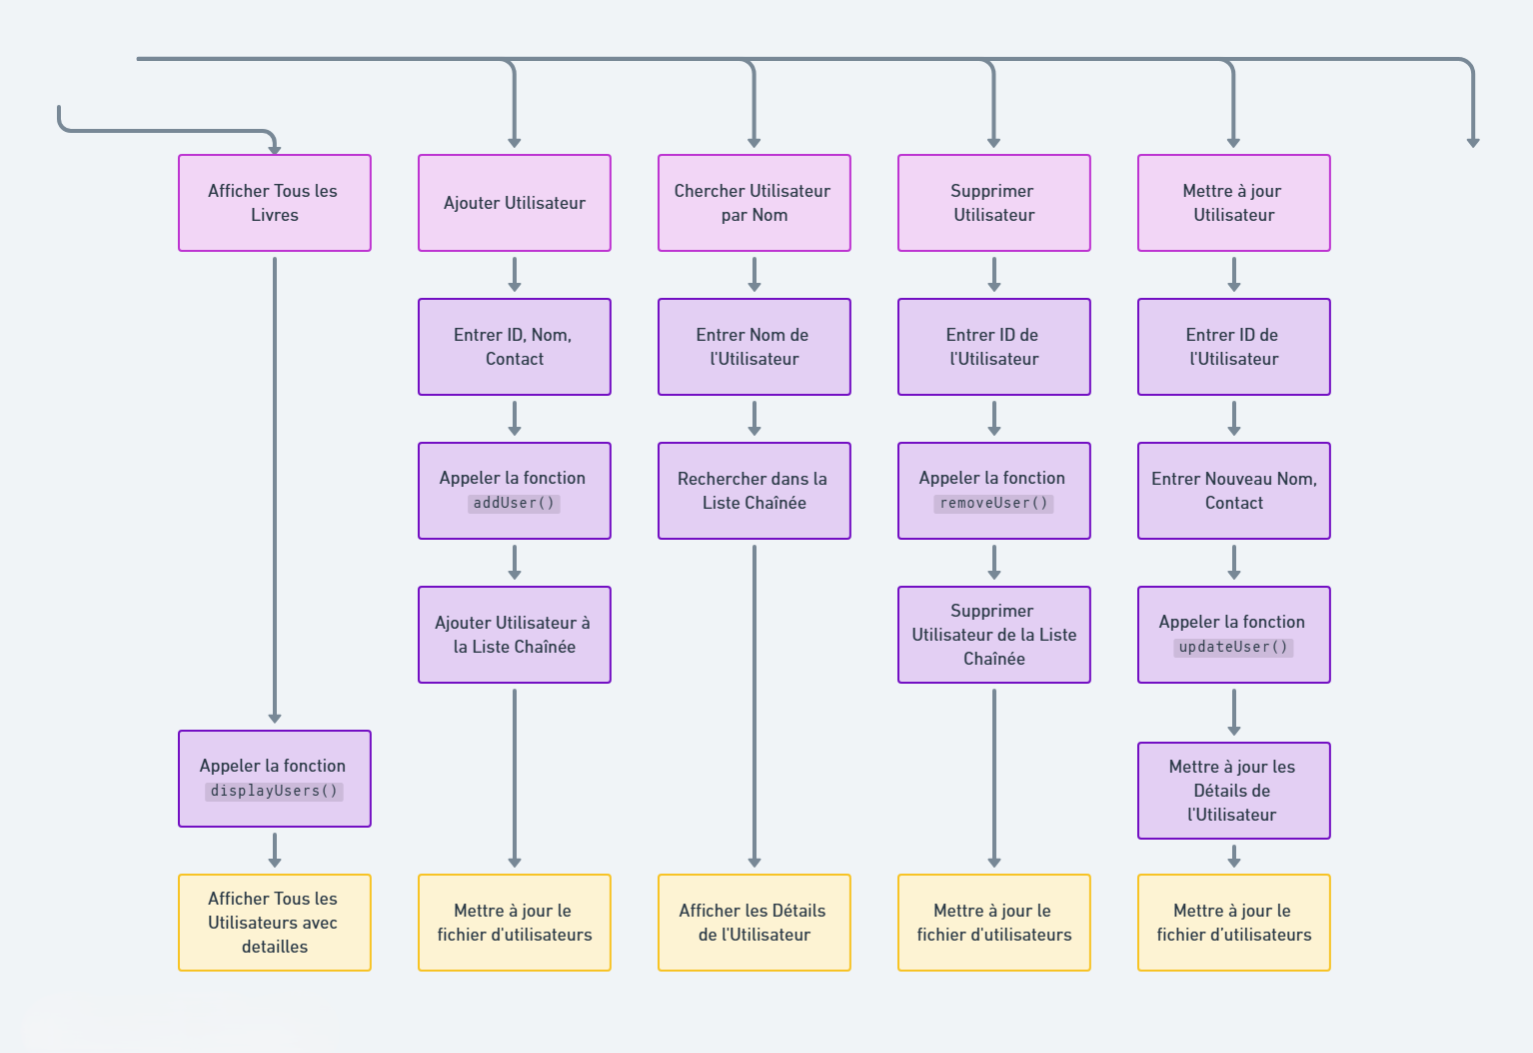 Afficher Tous les
Livres
Ajouter Utilisateur
Chercher Utilisateur
par Nom
Supprimer
Utilisateur
Mettre à jour
Utilisateur
Entrer ID, Nom,
Contact
Entrer Nom de
l'Utilisateur
Entrer ID de
l'Utilisateur
Entrer ID de
l'Utilisateur
Appeler la fonction
addUser()
Rechercher dans la
Liste Chaînée
Appeler la fonction
removeUser()
Entrer Nouveau Nom,
Contact
Ajouter Utilisateur à
la Liste Chaînée
Supprimer
Utilisateur de la Liste
Chaînée
Appeler la fonction
updateUser()
Appeler la fonction
displayUsers()
Mettre à jour les
Détails de
l'Utilisateur
Afficher Tous les
Utilisateurs avec
detailles
Mettre à jour le
fichier d'utilisateurs
Afficher les Détails
de l'Utilisateur
Mettre à jour le
fichier d'utilisateurs
Mettre à jour le
fichier d'utilisateurs